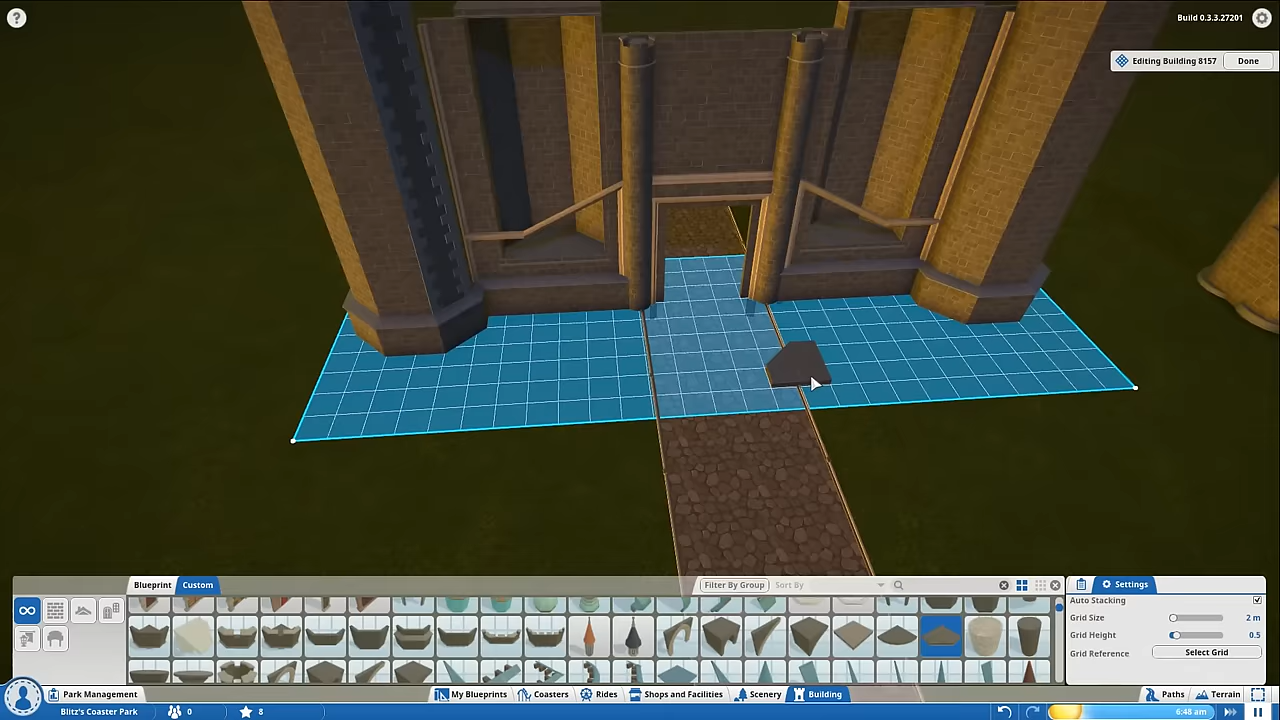 ?
Build 0.3.3.27201
Editing Building 8157
Done
Blueprint
Custom
Filter By Group
Sort By
Settings
Auto Stacking
Grid Size
2 m
Grid Height
0.5
Grid Reference
Select Grid
Park Management
My Blueprints
Coasters
Rides
Shops and Facilities
Scenery
Building
Paths
Terrain
Blitz's Coaster Park
0
8
6:48 am